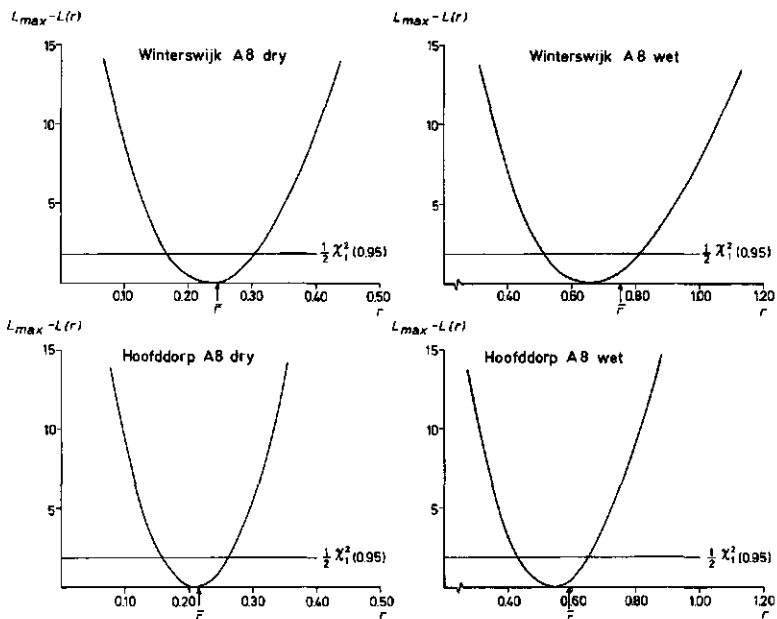 L_max – L(r)
Winterswijk A8 dry
15
10
5
½ χ₁² (0.95)
0.10 0.20 0.30 0.40 0.50
r̄ r
L_max – L(r)
Winterswijk A8 wet
15
10
5
½ χ₁² (0.95)
0.40 0.60 0.80 1.00 1.20
r̄ r
L_max – L(r)
Hoofddorp A8 dry
15
10
5
½ χ₁² (0.95)
0.10 0.20 0.30 0.40 0.50
r̄ r
L_max – L(r)
Hoofddorp A8 wet
15
10
5
½ χ₁² (0.95)
0.40 0.60 0.80 1.00 1.20
r̄ r